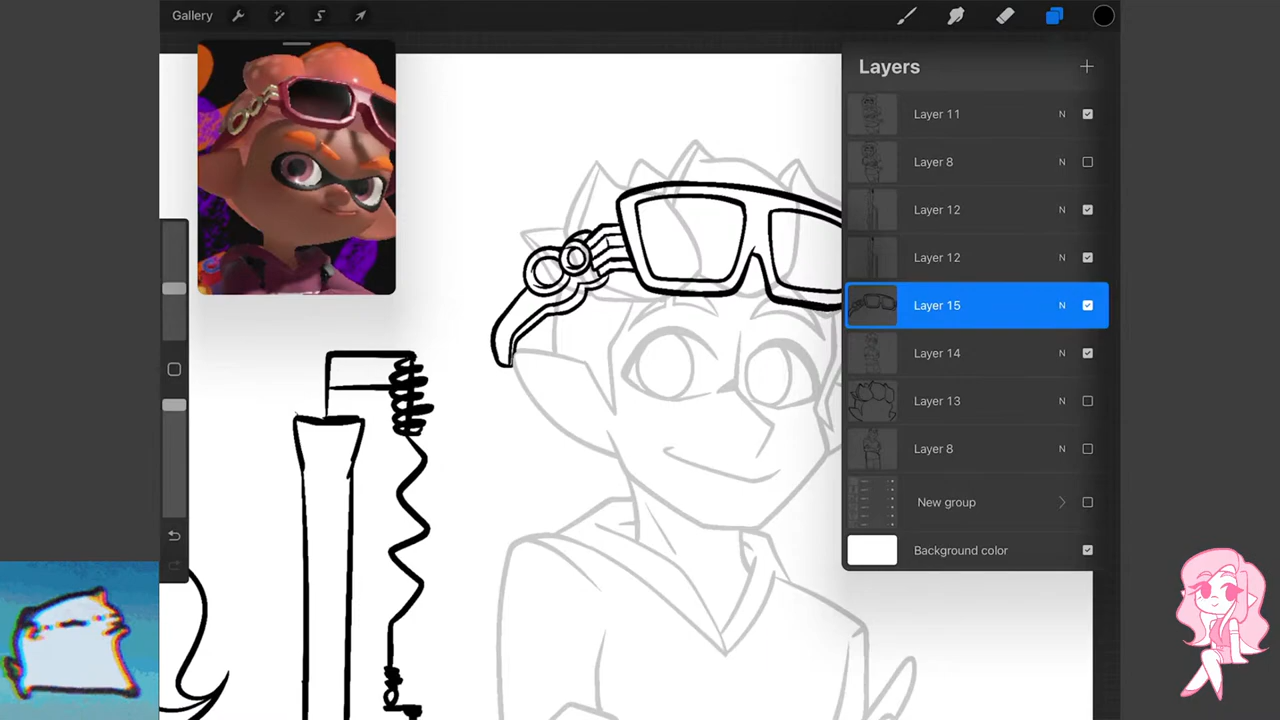 Gallery
Layers
Layer 11 N
Layer 8 N
Layer 12 N
Layer 12 N
Layer 15 N
Layer 14 N
Layer 13 N
Layer 8 N
New group
Background color